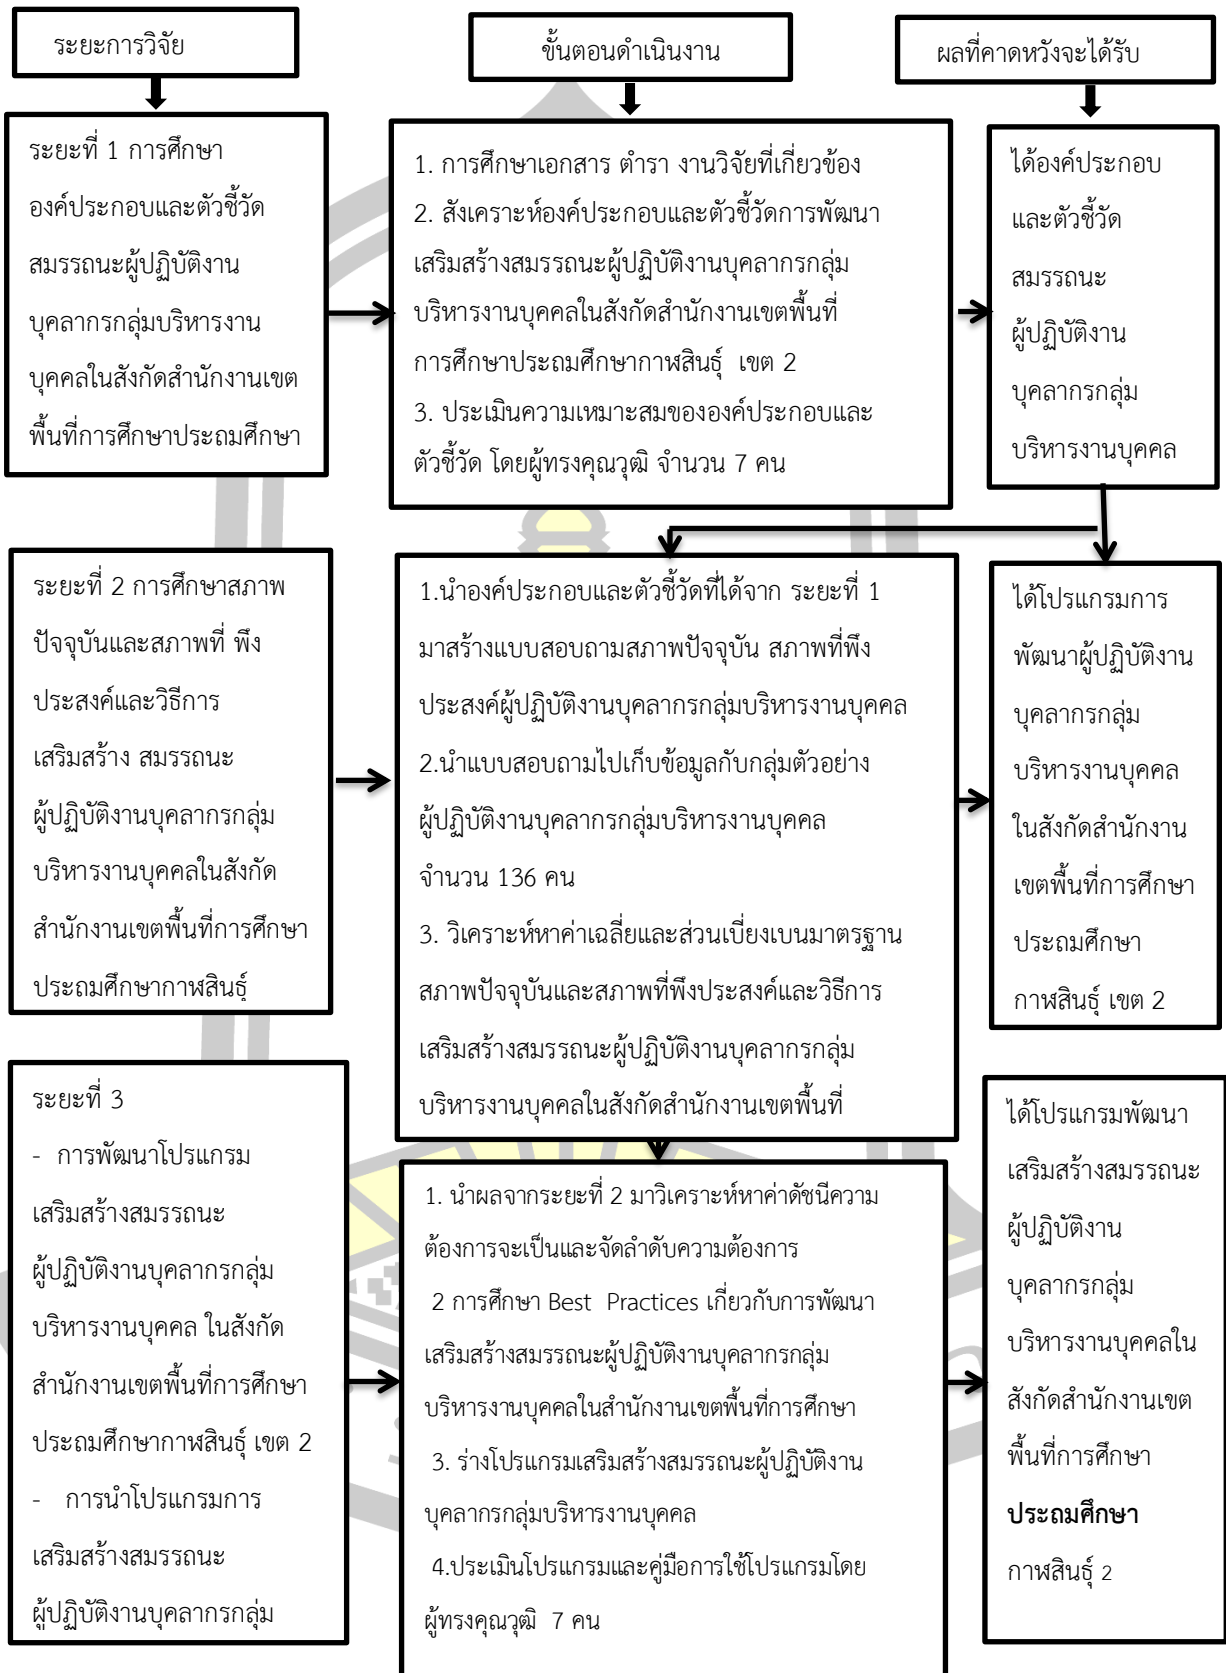 ระยะการวิจัย
ขั้นตอนดำเนินงาน
ผลที่คาดหวังจะได้รับ
ระยะที่ 1 การศึกษา
องค์ประกอบและตัวชี้วัด
สมรรถนะผู้ปฏิบัติงาน
บุคลากรกลุ่มบริหารงาน
บุคคลในสังกัดสำนักงานเขต
พื้นที่การศึกษาประถมศึกษา
1. การศึกษาเอกสาร ตำรา งานวิจัยที่เกี่ยวข้อง
2. สังเคราะห์องค์ประกอบและตัวชี้วัดการพัฒนา
เสริมสร้างสมรรถนะผู้ปฏิบัติงานบุคลากรกลุ่ม
บริหารงานบุคคลในสังกัดสำนักงานเขตพื้นที่
การศึกษาประถมศึกษากาฬสินธุ์ เขต 2
3. ประเมินความเหมาะสมขององค์ประกอบและ
ตัวชี้วัด โดยผู้ทรงคุณวุฒิ จำนวน 7 คน
ได้องค์ประกอบ
และตัวชี้วัด
สมรรถนะ
ผู้ปฏิบัติงาน
บุคลากรกลุ่ม
บริหารงานบุคคล
ระยะที่ 2 การศึกษาสภาพ
ปัจจุบันและสภาพที่ พึง
ประสงค์และวิธีการ
เสริมสร้าง สมรรถนะ
ผู้ปฏิบัติงานบุคลากรกลุ่ม
บริหารงานบุคคลในสังกัด
สำนักงานเขตพื้นที่การศึกษา
ประถมศึกษากาฬสินธุ์
1.นำองค์ประกอบและตัวชี้วัดที่ได้จาก ระยะที่ 1
มาสร้างแบบสอบถามสภาพปัจจุบัน สภาพที่พึง
ประสงค์ผู้ปฏิบัติงานบุคลากรกลุ่มบริหารงานบุคคล
2.นำแบบสอบถามไปเก็บข้อมูลกับกลุ่มตัวอย่าง
ผู้ปฏิบัติงานบุคลากรกลุ่มบริหารงานบุคคล
จำนวน 136 คน
3. วิเคราะห์หาค่าเฉลี่ยและส่วนเบี่ยงเบนมาตรฐาน
สภาพปัจจุบันและสภาพที่พึงประสงค์และวิธีการ
เสริมสร้างสมรรถนะผู้ปฏิบัติงานบุคลากรกลุ่ม
บริหารงานบุคคลในสังกัดสำนักงานเขตพื้นที่
ได้โปรแกรมการ
พัฒนาผู้ปฏิบัติงาน
บุคลากรกลุ่ม
บริหารงานบุคคล
ในสังกัดสำนักงาน
เขตพื้นที่การศึกษา
ประถมศึกษา
กาฬสินธุ์ เขต 2
ระยะที่ 3
- การพัฒนาโปรแกรม
เสริมสร้างสมรรถนะ
ผู้ปฏิบัติงานบุคลากรกลุ่ม
บริหารงานบุคคล ในสังกัด
สำนักงานเขตพื้นที่การศึกษา
ประถมศึกษากาฬสินธุ์ เขต 2
- การนำโปรแกรมการ
เสริมสร้างสมรรถนะ
ผู้ปฏิบัติงานบุคลากรกลุ่ม
1. นำผลจากระยะที่ 2 มาวิเคราะห์หาค่าดัชนีความ
ต้องการจะเป็นและจัดลำดับความต้องการ
2 การศึกษา Best Practices เกี่ยวกับการพัฒนา
เสริมสร้างสมรรถนะผู้ปฏิบัติงานบุคลากรกลุ่ม
บริหารงานบุคคลในสำนักงานเขตพื้นที่การศึกษา
3. ร่างโปรแกรมเสริมสร้างสมรรถนะผู้ปฏิบัติงาน
บุคลากรกลุ่มบริหารงานบุคคล
4.ประเมินโปรแกรมและคู่มือการใช้โปรแกรมโดย
ผู้ทรงคุณวุฒิ 7 คน
ได้โปรแกรมพัฒนา
เสริมสร้างสมรรถนะ
ผู้ปฏิบัติงาน
บุคลากรกลุ่ม
บริหารงานบุคคลใน
สังกัดสำนักงานเขต
พื้นที่การศึกษา
ประถมศึกษา
กาฬสินธุ์ 2